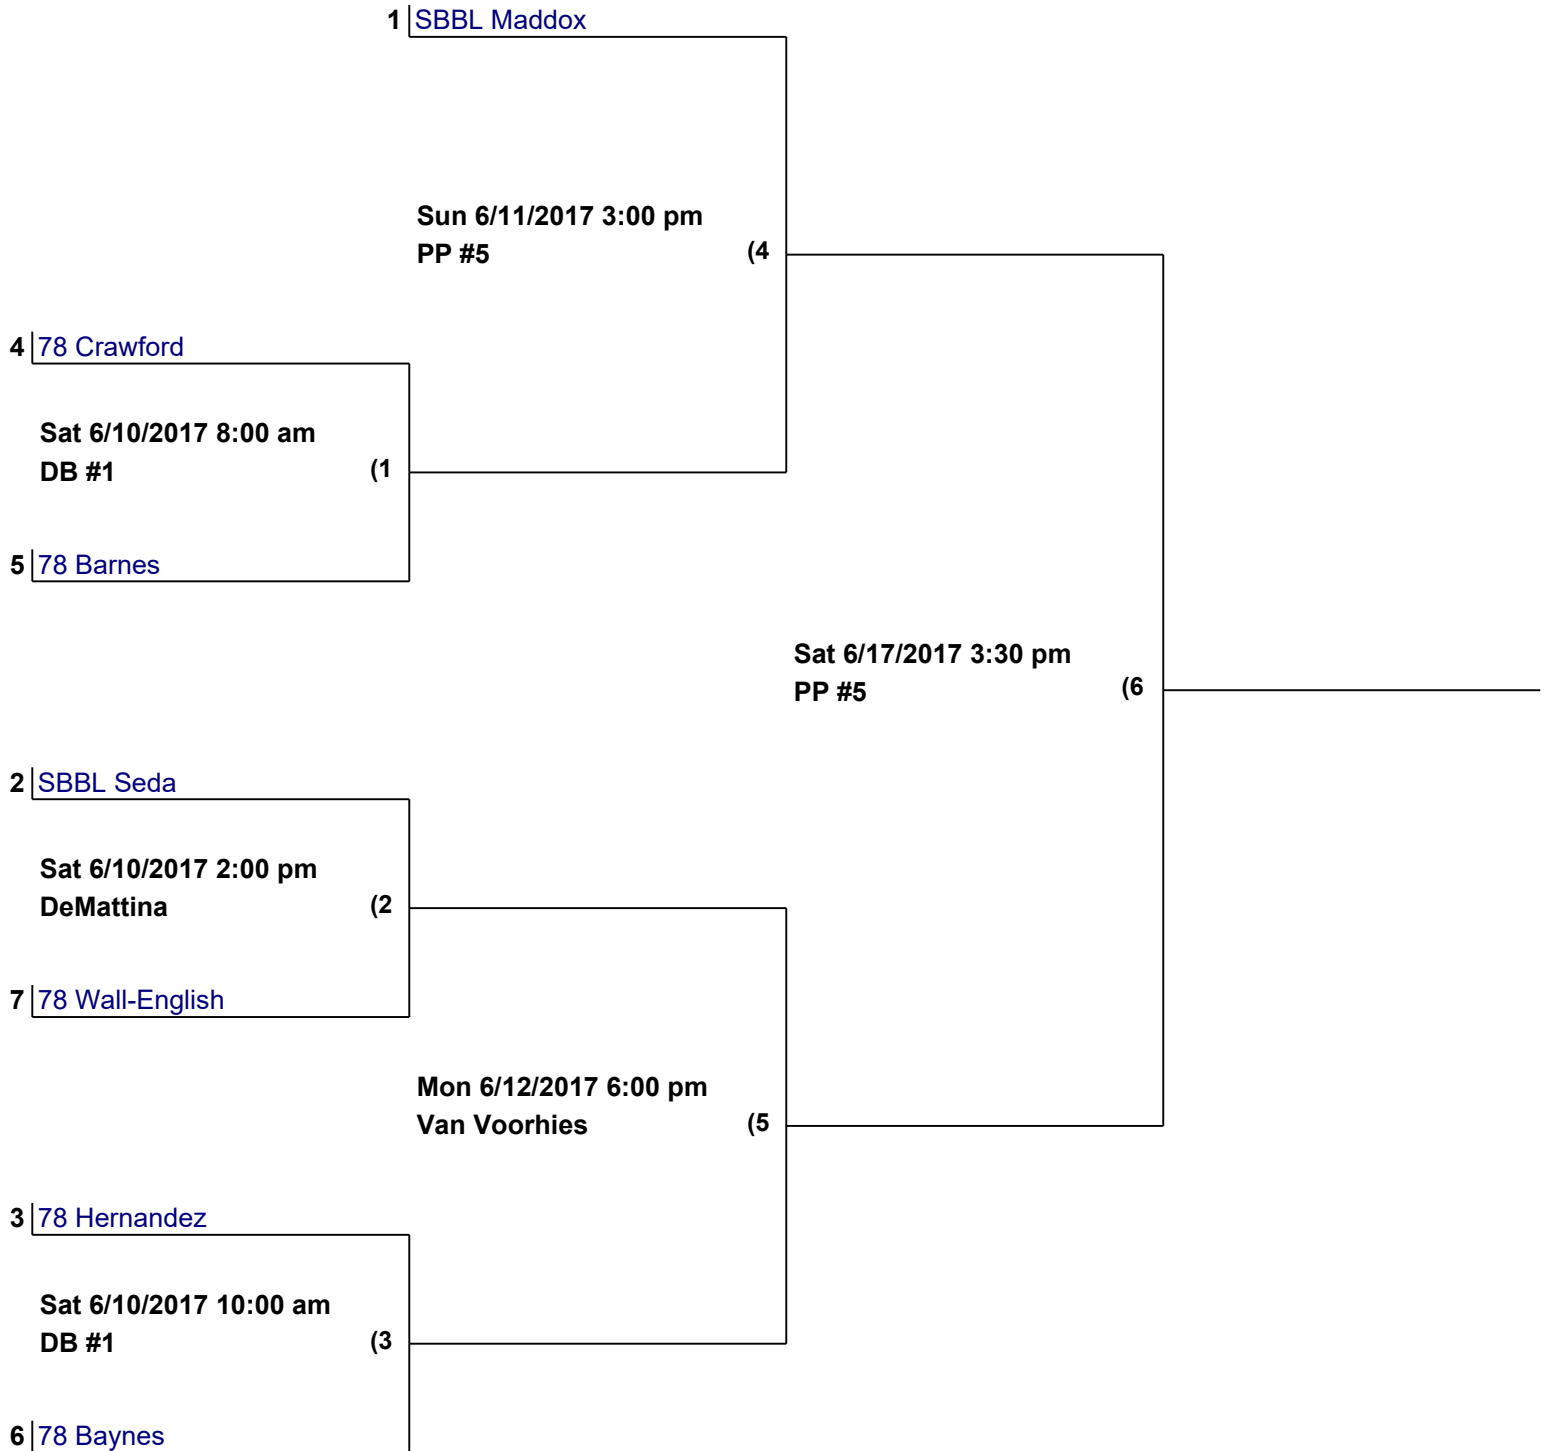 1 SBBL Maddox
Sun 6/11/2017 3:00 pm
PP #5 (4
4 78 Crawford
Sat 6/10/2017 8:00 am
DB #1 (1
5 78 Barnes
Sat 6/17/2017 3:30 pm
PP #5 (6
2 SBBL Seda
Sat 6/10/2017 2:00 pm
DeMattina (2
7 78 Wall-English
Mon 6/12/2017 6:00 pm
Van Voorhies (5
3 78 Hernandez
Sat 6/10/2017 10:00 am
DB #1 (3
6 78 Baynes